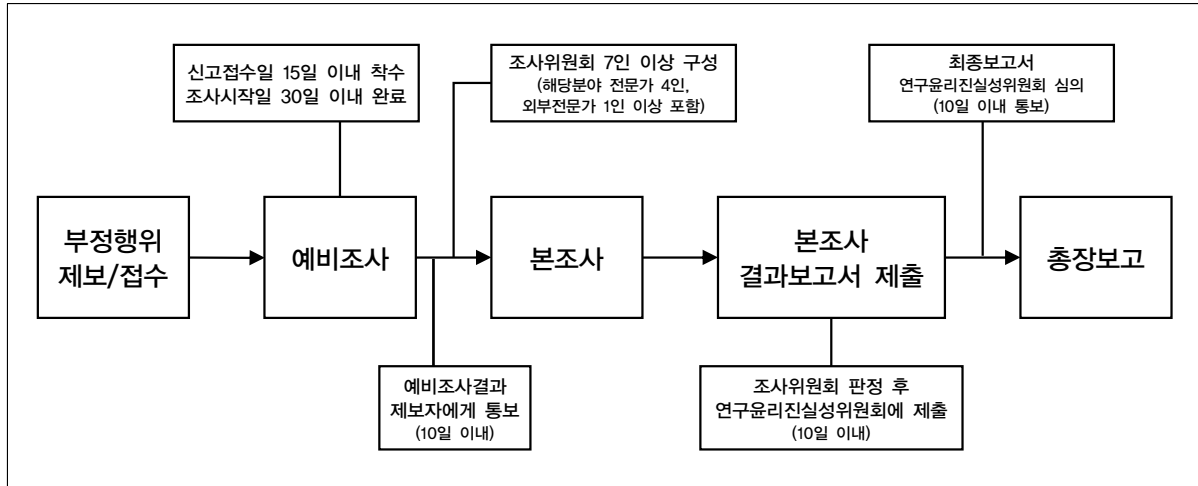 신고접수일 15일 이내 착수
조사시작일 30일 이내 완료
조사위원회 7인 이상 구성
(해당분야 전문가 4인,
외부전문가 1인 이상 포함)
최종보고서
연구윤리진실성위원회 심의
(10일 이내 통보)
부정행위
제보/접수
예비조사
본조사
본조사
결과보고서 제출
총장보고
예비조사결과
제보자에게 통보
(10일 이내)
조사위원회 판정 후
연구윤리진실성위원회에 제출
(10일 이내)